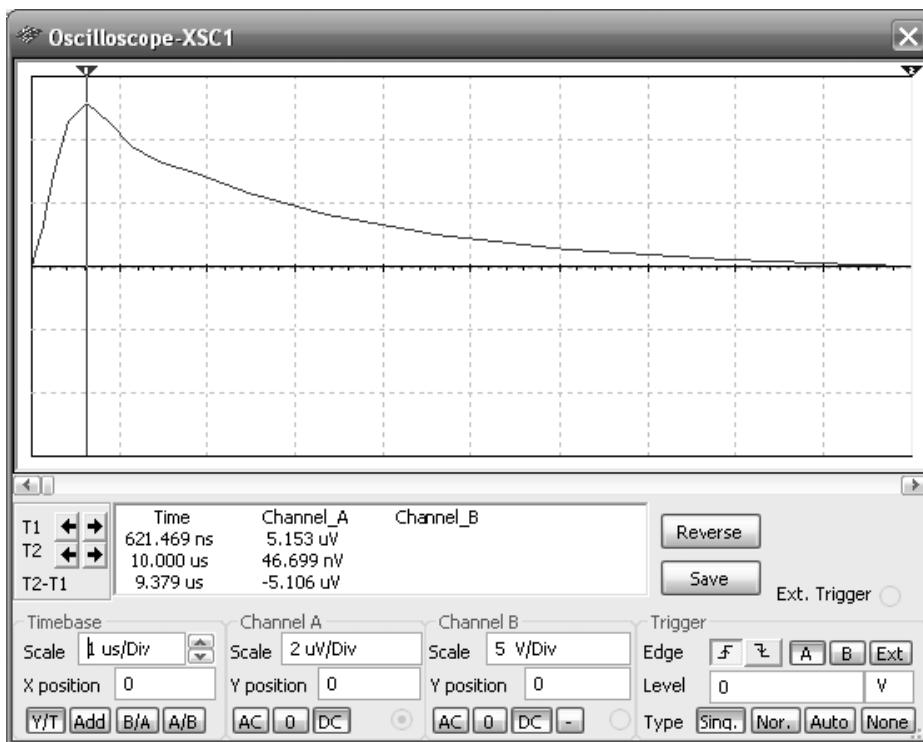 Oscilloscope-XSC1
1 2
Time Channel_A Channel_B
T1 621.469 ns 5.153 uV
T2 10.000 us 46.699 nV
T2-T1 9.379 us -5.106 uV
Reverse
Save
Ext. Trigger
Timebase Channel A Channel B Trigger
Scale 1 us/Div Scale 2 uV/Div Scale 5 V/Div Edge A B Ext
X position 0 Y position 0 Y position 0 Level 0 V
Y/T Add B/A A/B AC 0 DC AC 0 DC - Type Sing. Nor. Auto None